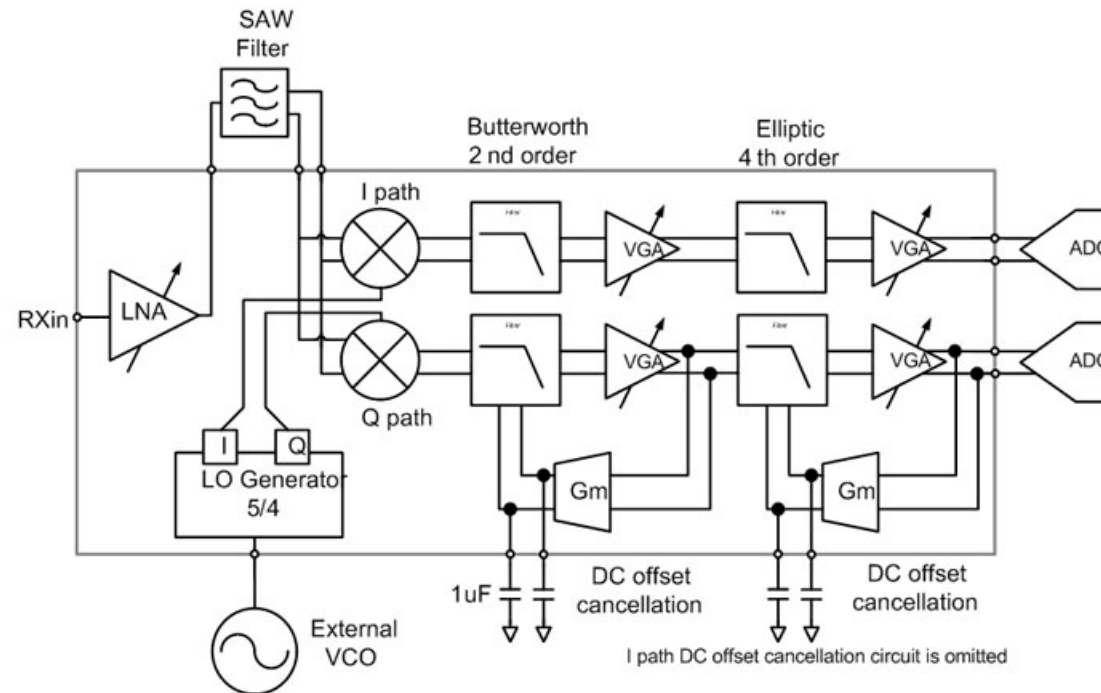 SAW
Filter
Butterworth
2 nd order
Elliptic
4 th order
I path
VGA
VGA
ADC
RXin
LNA
VGA
VGA
ADC
Q path
I
Q
LO Generator
5/4
Gm
Gm
1uF
DC offset
cancellation
DC offset
cancellation
External
VCO
I path DC offset cancellation circuit is omitted